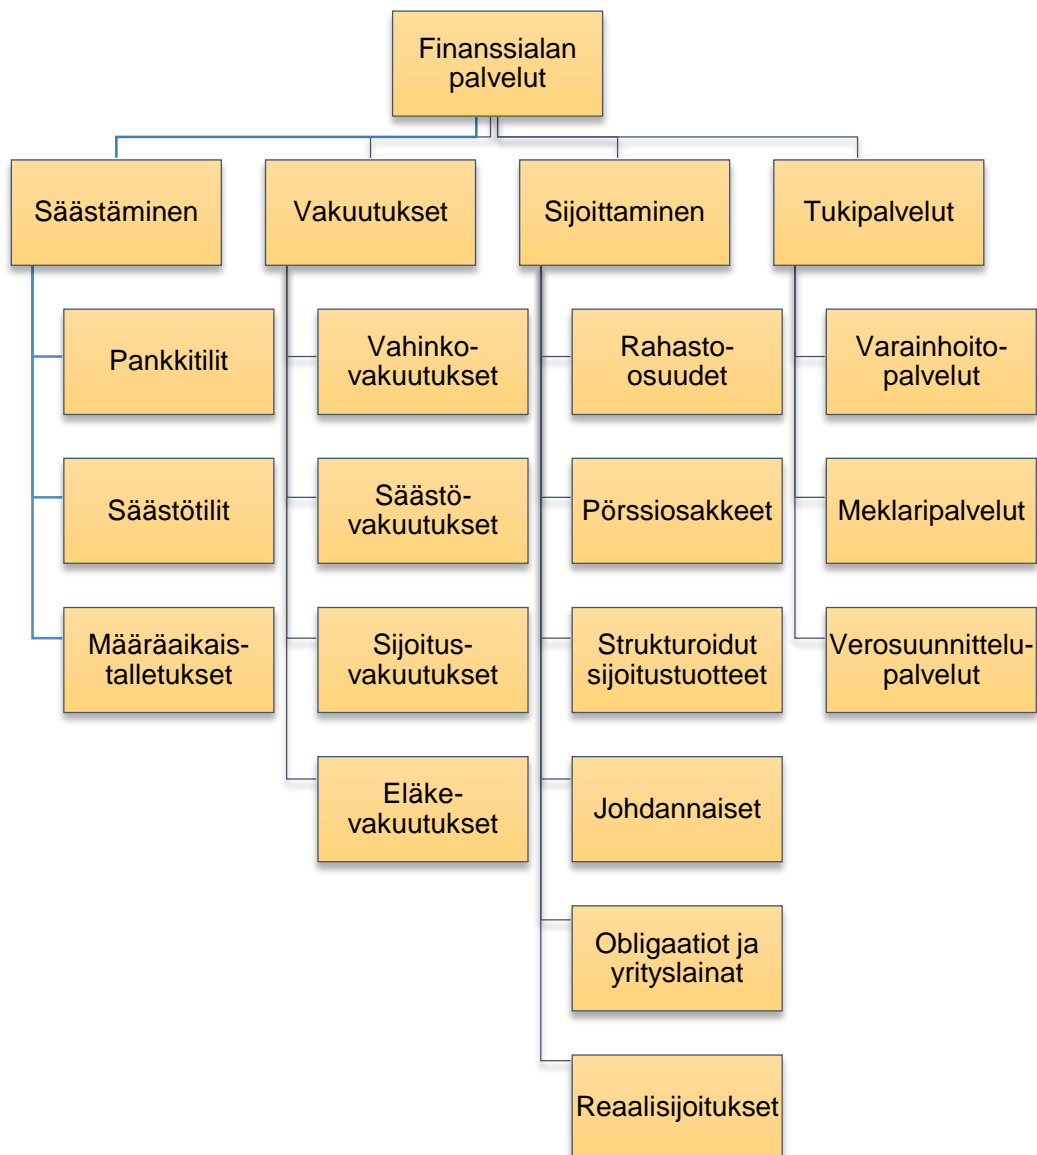 Finanssialan
palvelut
Säästäminen
Vakuutukset
Sijoittaminen
Tukipalvelut
Pankkitilit
Säästötilit
Määräaikais-
talletukset
Vahinko-
vakuutukset
Säästö-
vakuutukset
Sijoitus-
vakuutukset
Eläke-
vakuutukset
Rahasto-
osuudet
Pörssiosakkeet
Strukturoidut
sijoitustuotteet
Johdannaiset
Obligaatiot ja
yrityslainat
Reaalisijoitukset
Varainhoito-
palvelut
Meklaripalvelut
Verosuunnittelu-
palvelut